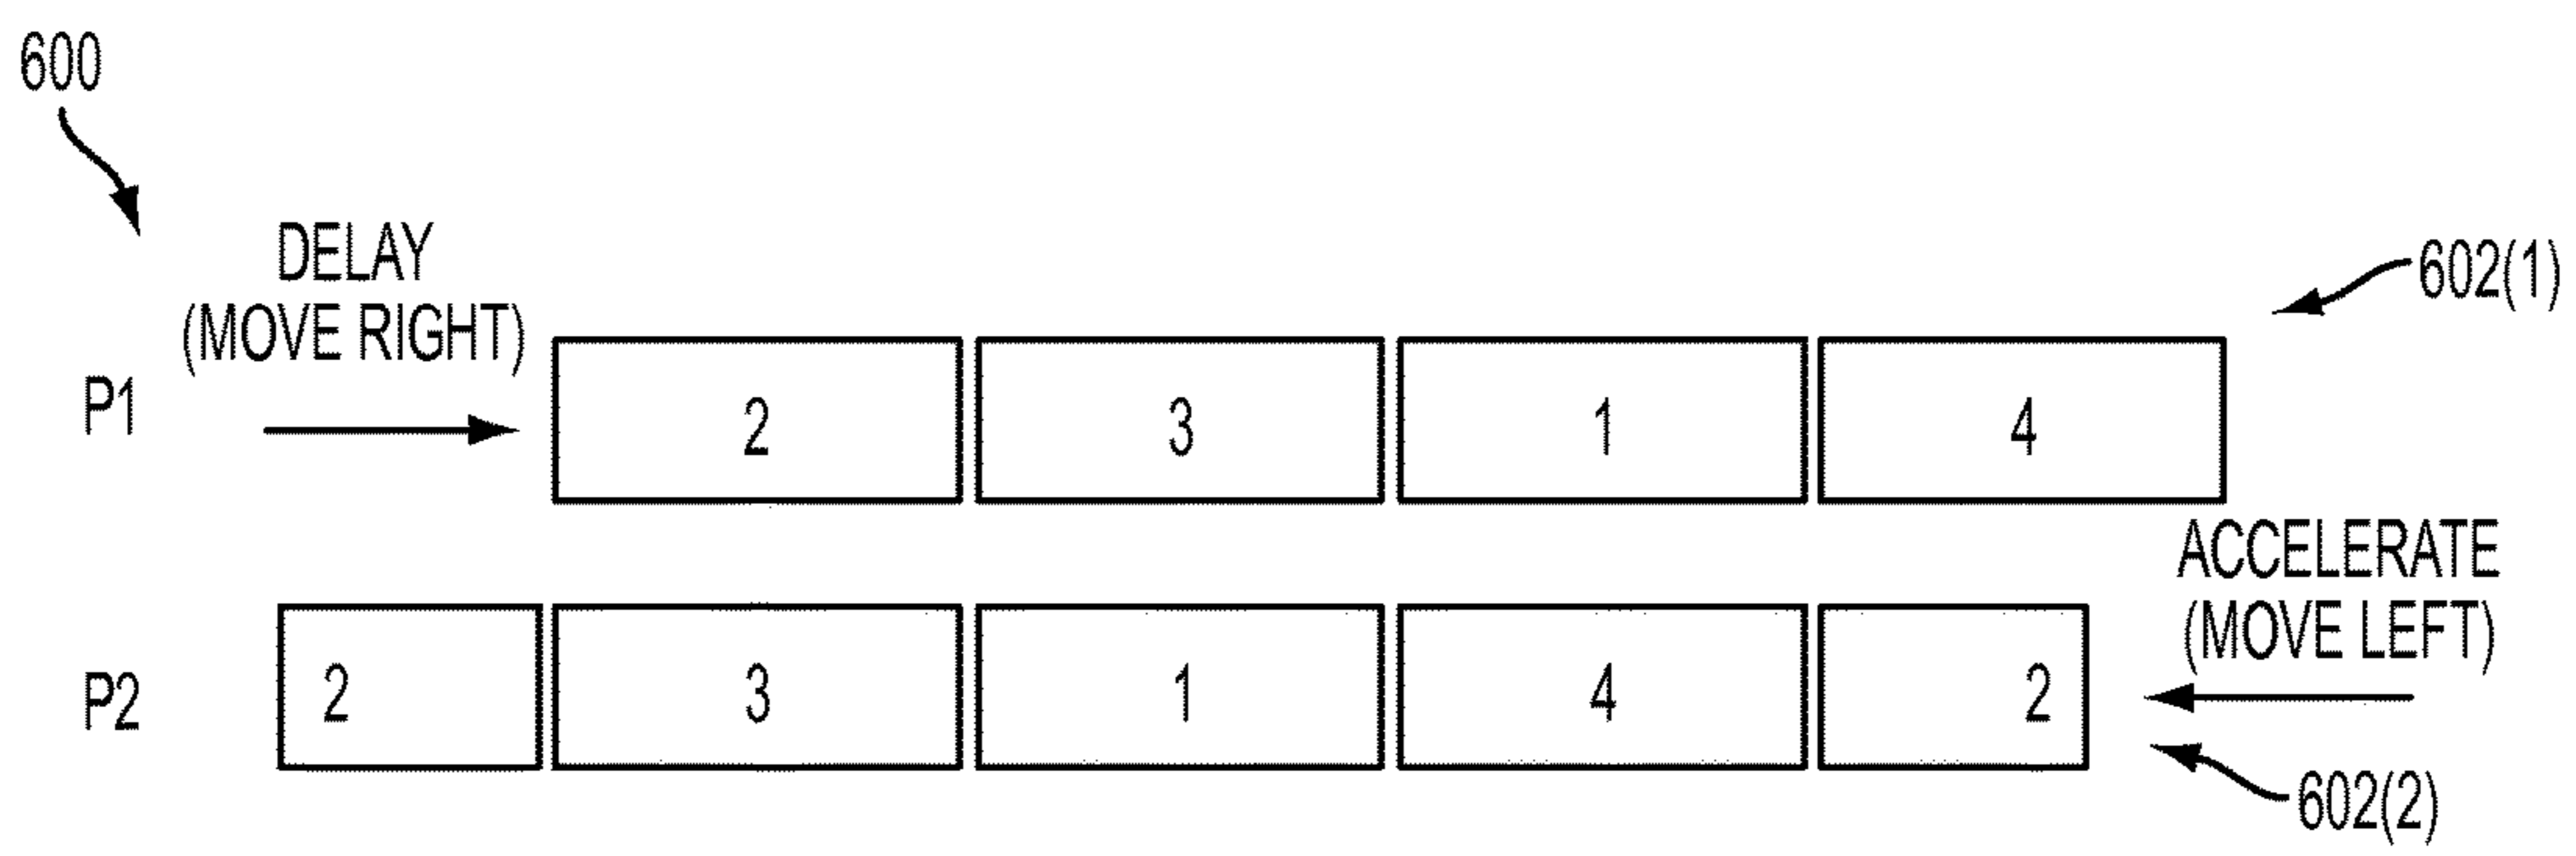 600
DELAY
(MOVE RIGHT)
602(1)
P1
2 3 1 4
ACCELERATE
(MOVE LEFT)
P2
2 3 1 4 2
602(2)